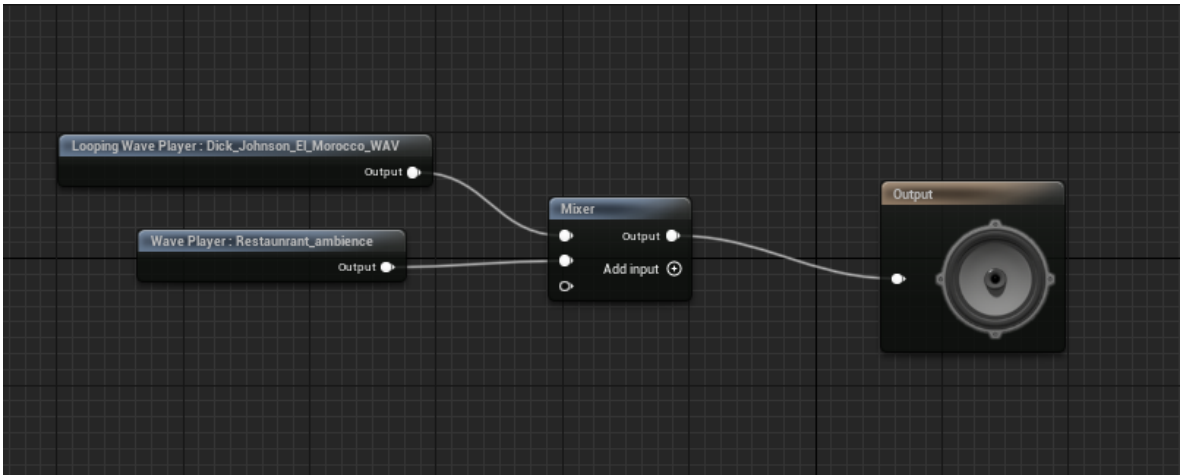 Looping Wave Player : Dick_Johnson_El_Morocco_WAV
Output
Wave Player : Restaunrant_ambience
Output
Mixer
Output
Add input
Output